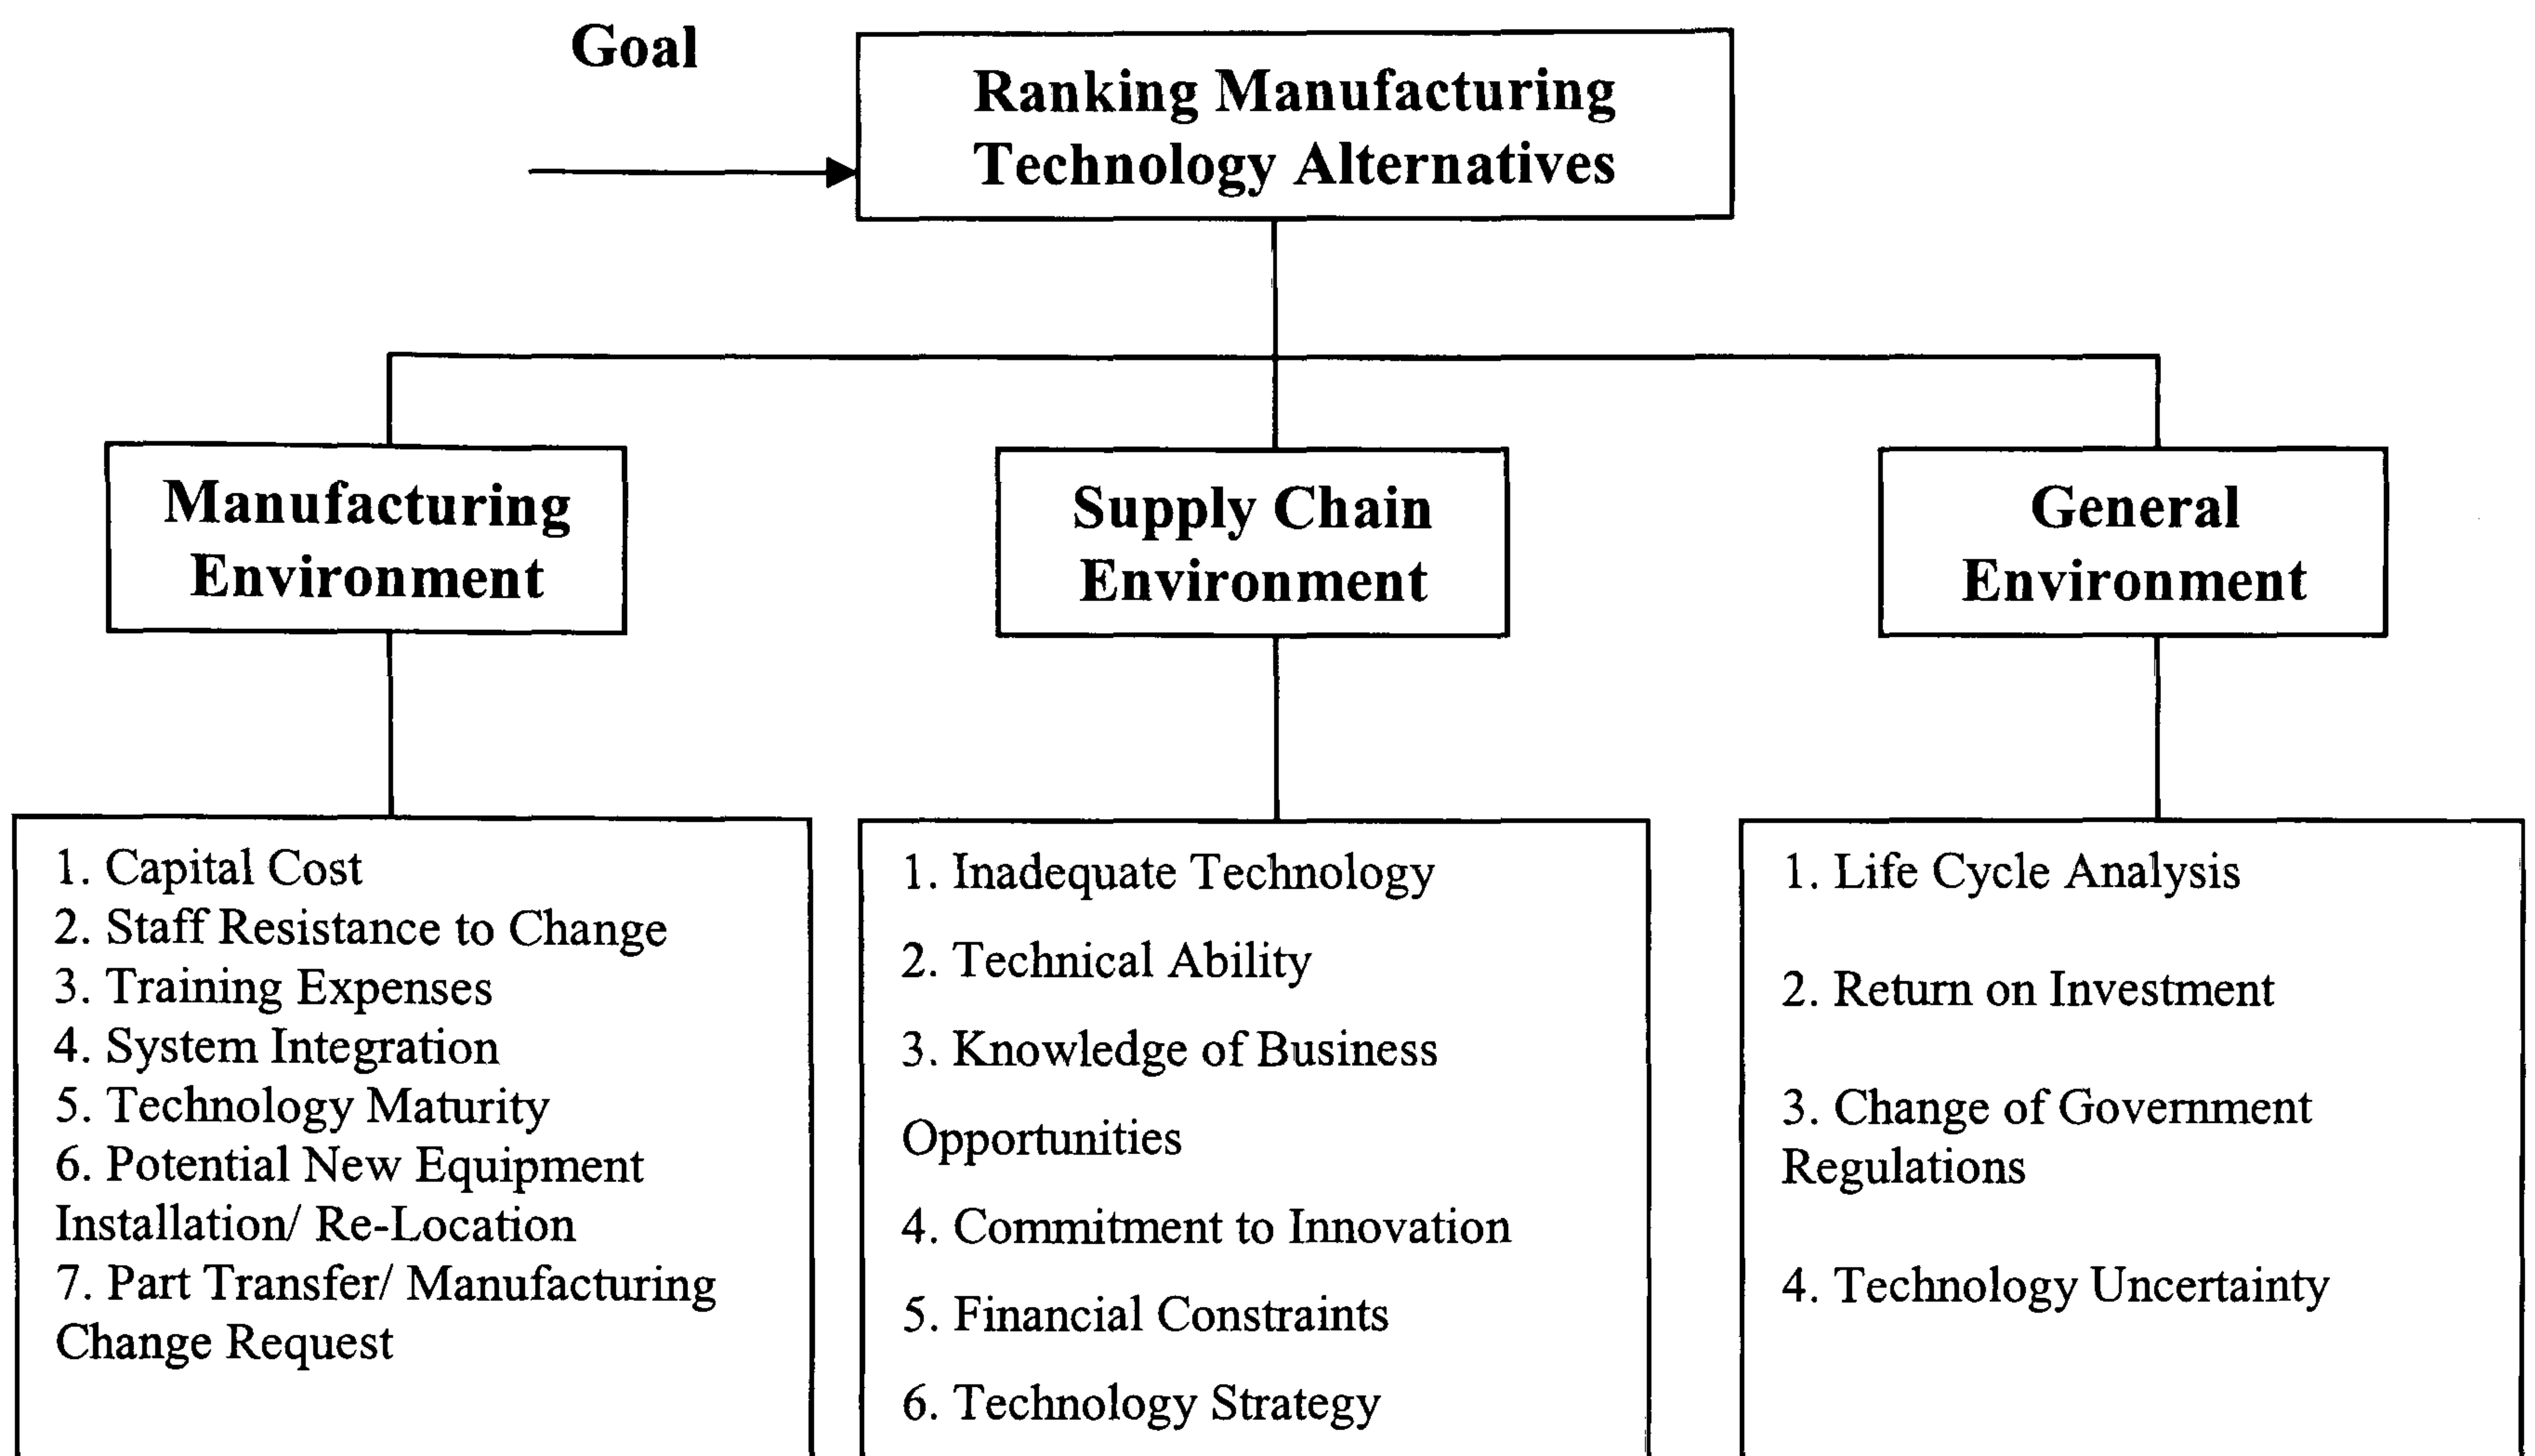 Goal
Ranking Manufacturing
Technology Alternatives
Manufacturing
Environment
Supply Chain
Environment
General
Environment
1. Capital Cost
2. Staff Resistance to Change
3. Training Expenses
4. System Integration
5. Technology Maturity
6. Potential New Equipment
Installation/ Re-Location
7. Part Transfer/ Manufacturing
Change Request
1. Inadequate Technology
2. Technical Ability
3. Knowledge of Business
Opportunities
4. Commitment to Innovation
5. Financial Constraints
6. Technology Strategy
1. Life Cycle Analysis
2. Return on Investment
3. Change of Government
Regulations
4. Technology Uncertainty